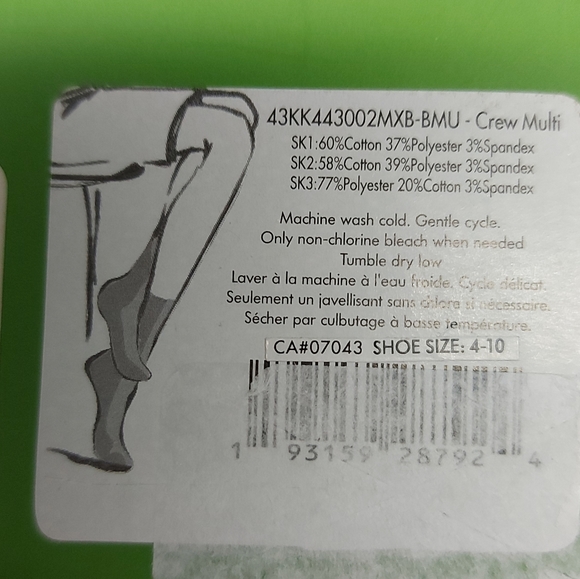 43KK443002MXB-BMU - Crew Multi
SK1:60%Cotton 37%Polyester 3%Spandex
SK2:58%Cotton 39%Polyester 3%Spandex
SK3:77%Polyester 20%Cotton 3%Spandex
Machine wash cold. Gentle cycle.
Only non-chlorine bleach when needed
Tumble dry low
Laver à la machine à l'eau froide. Cycle délicat.
Seulement un javellisant sans chlore si nécessaire.
Sécher par culbutage à basse température.
CA#07043 SHOE SIZE: 4-10
1 93159 28792 4